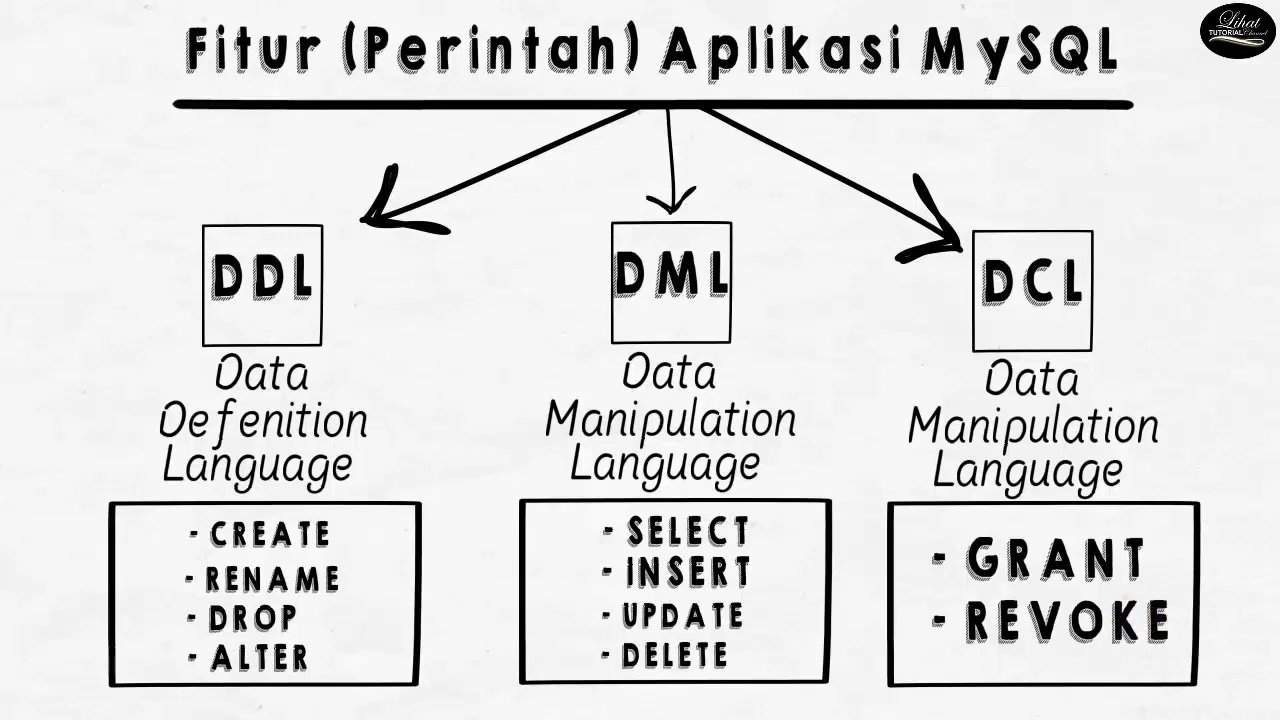 Fitur (Perintah) Aplikasi MySQL
Lihat
TUTORIAL Channel
DDL
Data
Defenition
Language
- CREATE
- RENAME
- DROP
- ALTER
DML
Data
Manipulation
Language
- SELECT
- INSERT
- UPDATE
- DELETE
DCL
Data
Manipulation
Language
- GRANT
- REVOKE